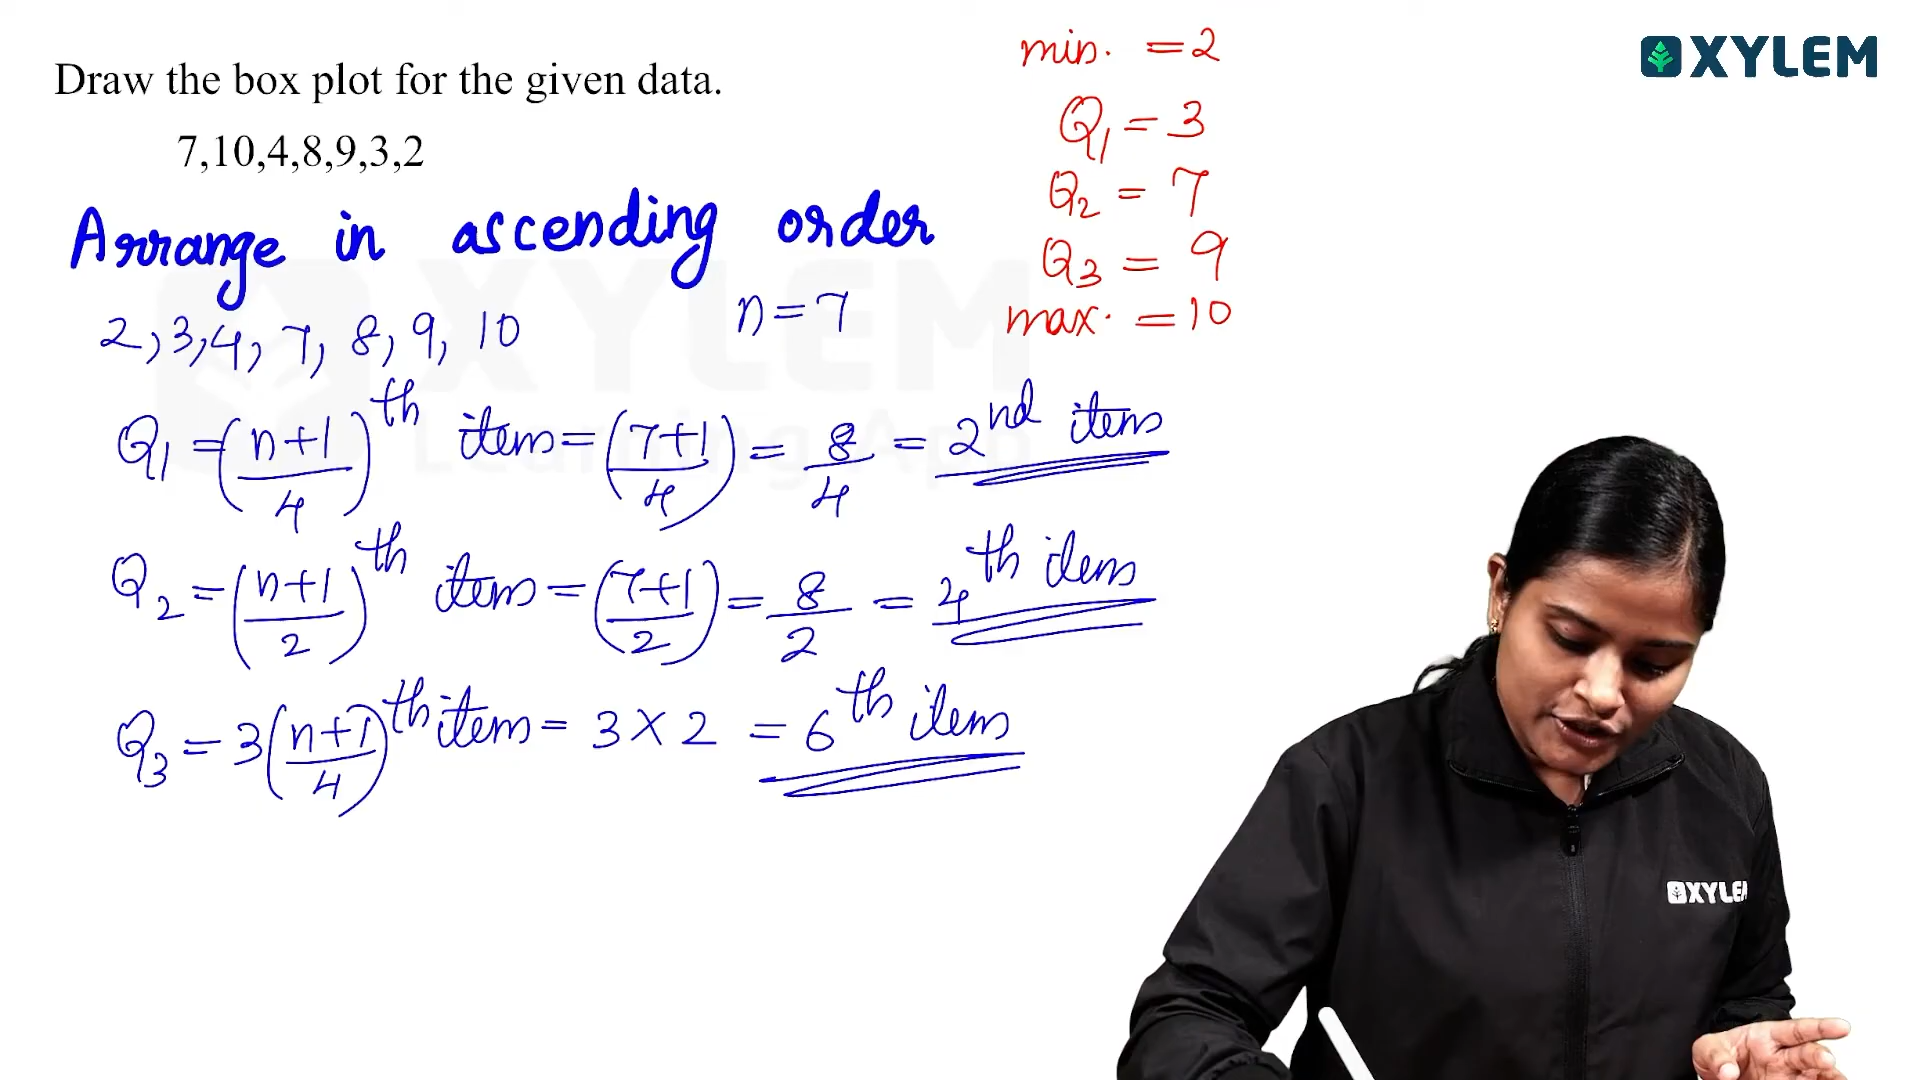 Draw the box plot for the given data.
7,10,4,8,9,3,2
Arrange in ascending order
2, 3, 4, 7, 8, 9, 10
n = 7
Q1 = (n+1/4)th item = (7+1/4) = 8/4 = 2nd item
Q2 = (n+1/2)th item = (7+1/2) = 8/2 = 4th item
Q3 = 3(n+1/4)th item = 3 × 2 = 6th item
min. = 2
Q1 = 3
Q2 = 7
Q3 = 9
max. = 10
XYLEM
XYLEM
Learning App
XYLEM